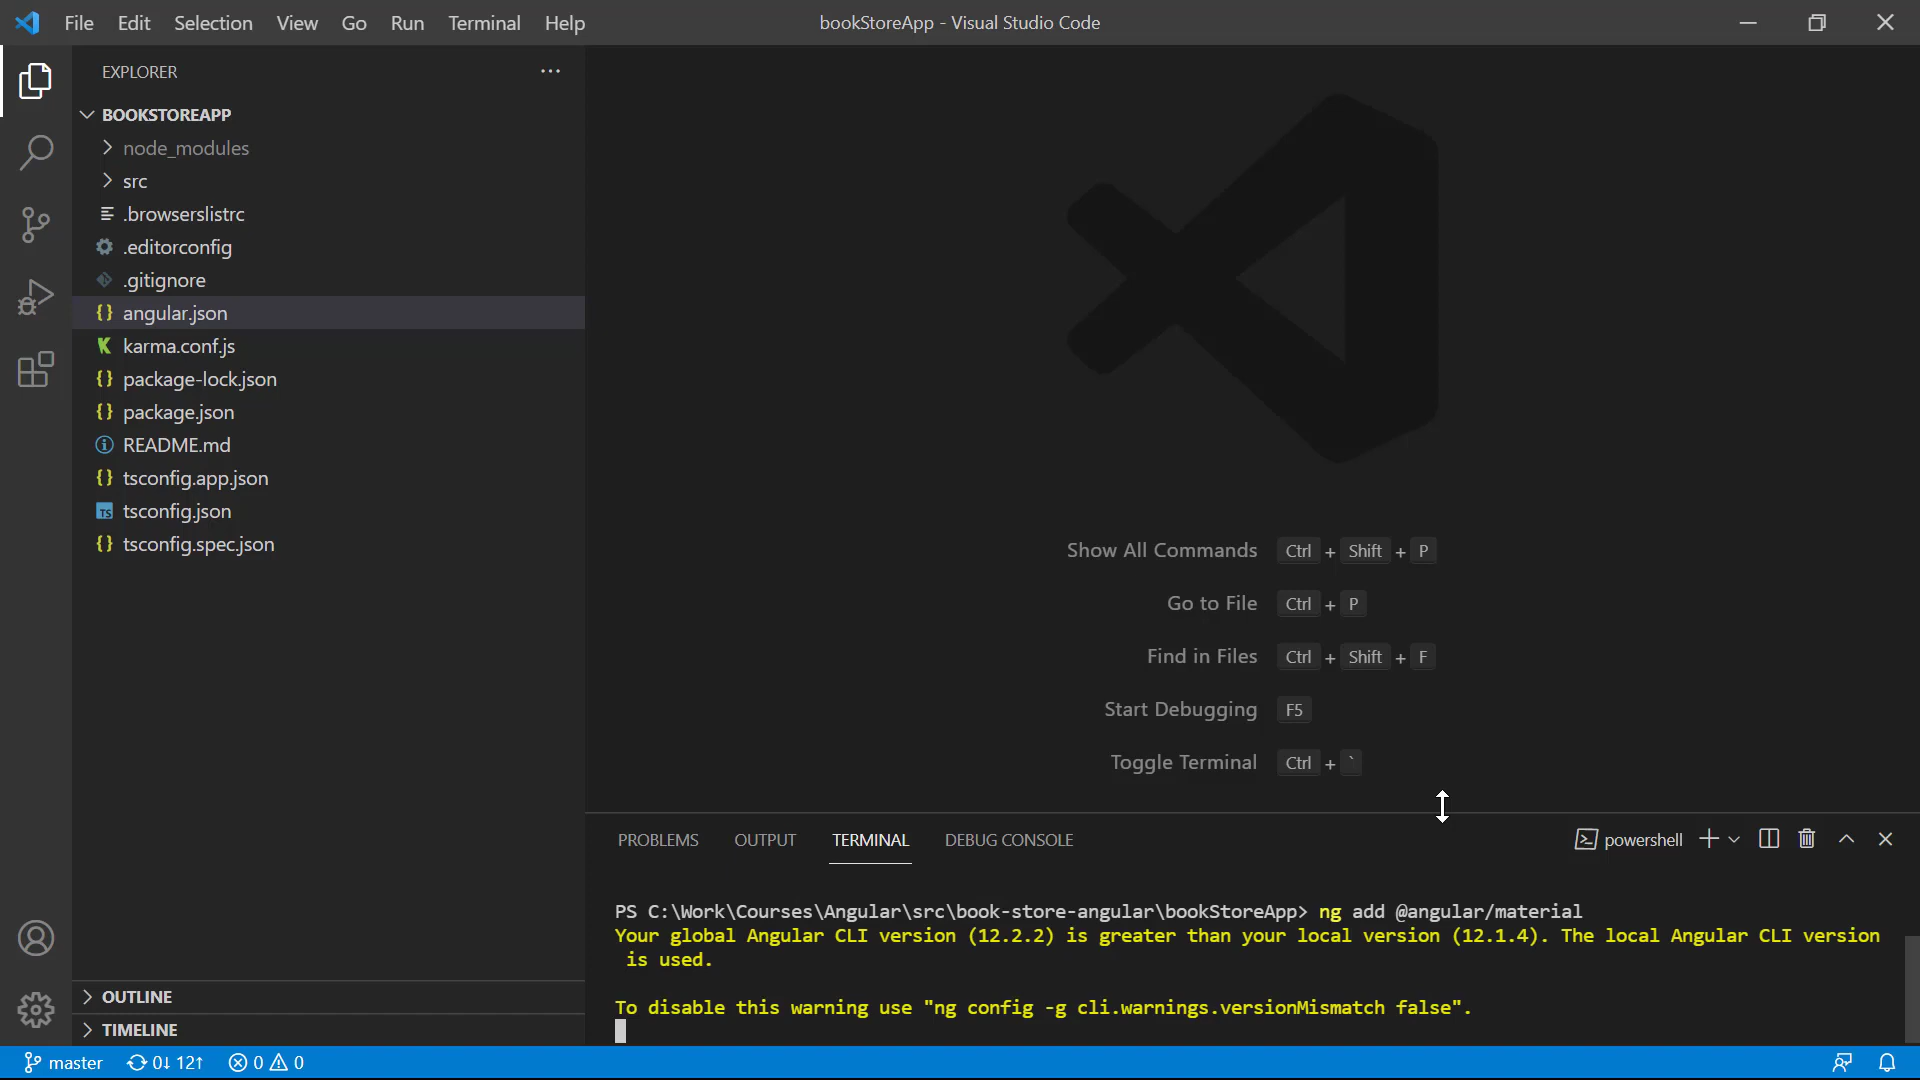 File Edit Selection View Go Run Terminal Help
bookStoreApp - Visual Studio Code
EXPLORER
BOOKSTOREAPP
node_modules
src
.browserslistrc
.editorconfig
.gitignore
{} angular.json
karma.conf.js
{} package-lock.json
{} package.json
README.md
{} tsconfig.app.json
TS tsconfig.json
{} tsconfig.spec.json
OUTLINE
TIMELINE
Show All Commands Ctrl + Shift + P
Go to File Ctrl + P
Find in Files Ctrl + Shift + F
Start Debugging F5
Toggle Terminal Ctrl + `
PROBLEMS OUTPUT TERMINAL DEBUG CONSOLE
powershell
PS C:\Work\Courses\Angular\src\book-store-angular\bookStoreApp> ng add @angular/material
Your global Angular CLI version (12.2.2) is greater than your local version (12.1.4). The local Angular CLI version
is used.
To disable this warning use "ng config -g cli.warnings.versionMismatch false".
master 0↓ 12↑ 0 0